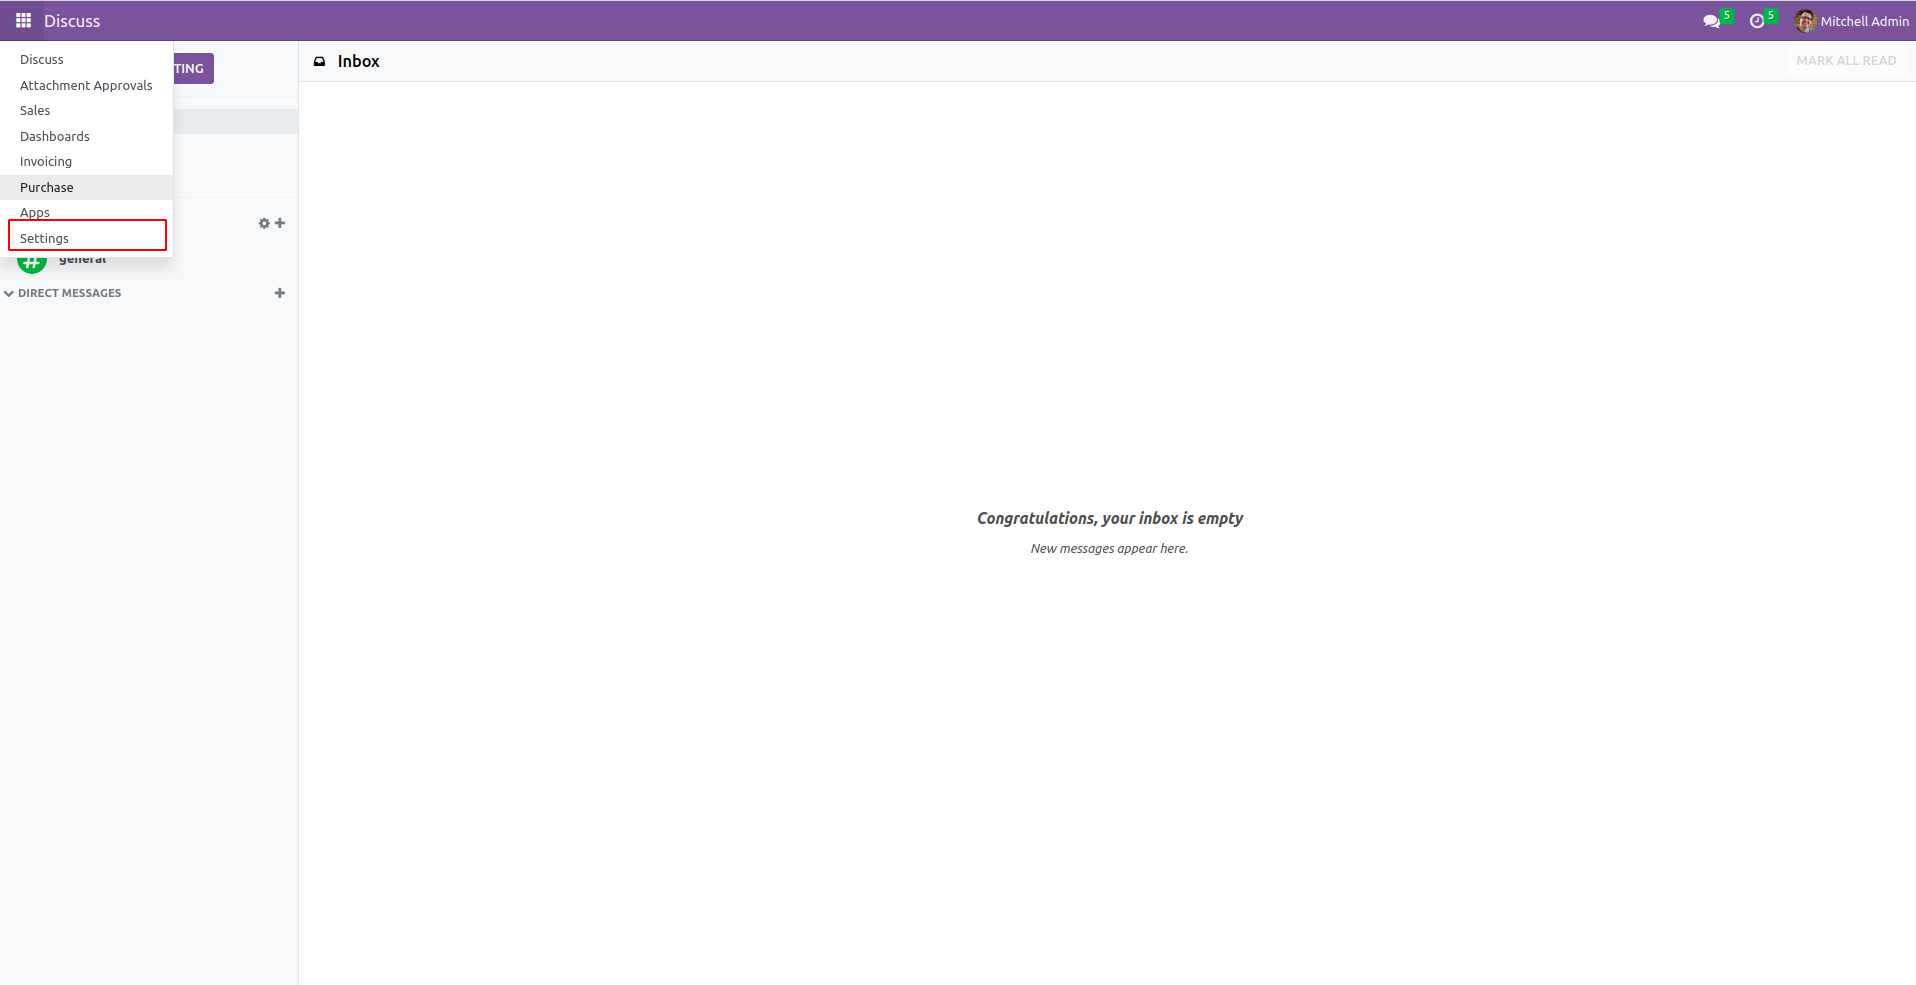 Discuss
5
5
Mitchell Admin
Discuss
Attachment Approvals
Sales
Dashboards
Invoicing
Purchase
Apps
Settings
TING
general
DIRECT MESSAGES
Inbox
MARK ALL READ
Congratulations, your inbox is empty
New messages appear here.